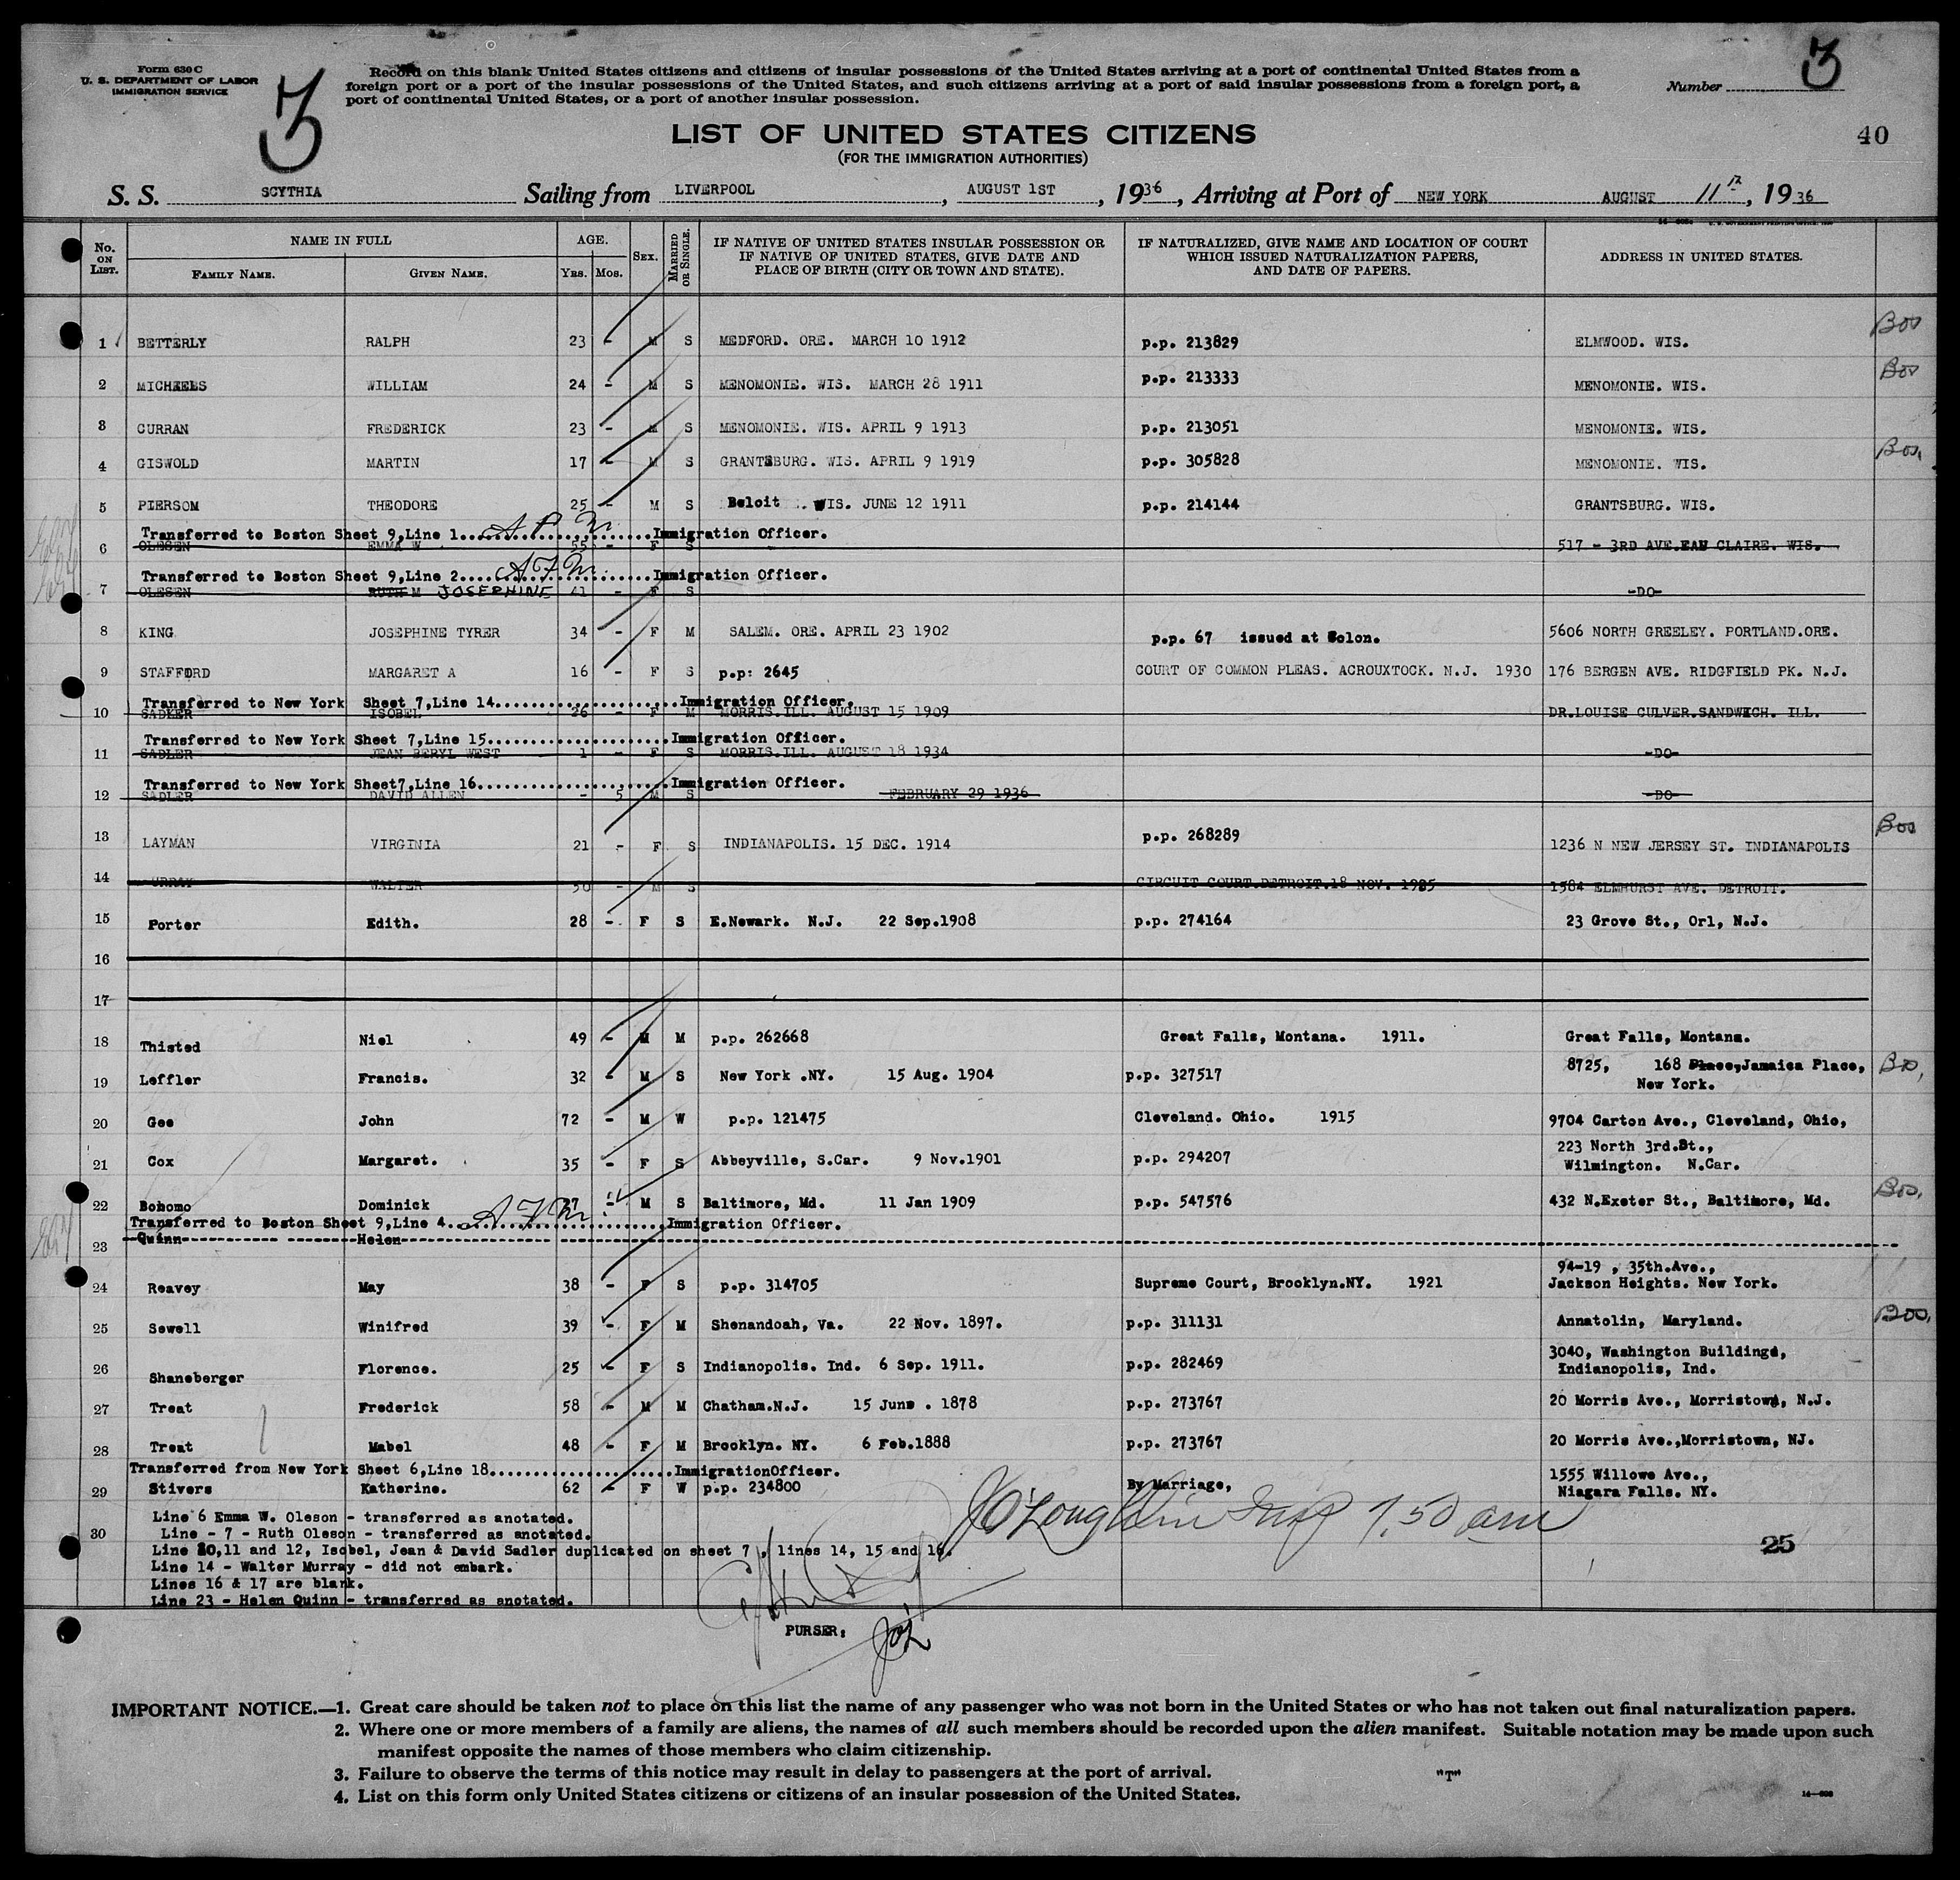 Form 630 C
U. S. DEPARTMENT OF LABOR
IMMIGRATION SERVICE
3
Record on this blank United States citizens and citizens of insular possessions of the United States arriving at a port of continental United States from a
foreign port or a port of the insular possessions of the United States, and such citizens arriving at a port of said insular possessions from a foreign port, a
port of continental United States, or a port of another insular possession.
Number 3
LIST OF UNITED STATES CITIZENS
(FOR THE IMMIGRATION AUTHORITIES)
40
S. S. SCYTHIA Sailing from LIVERPOOL, AUGUST 1ST, 1936, Arriving at Port of NEW YORK AUGUST 11th, 1936
No. ON LIST. NAME IN FULL FAMILY NAME. GIVEN NAME. AGE. YRS. MOS. SEX. MARRIED OR SINGLE. IF NATIVE OF UNITED STATES INSULAR POSSESSION OR IF NATIVE OF UNITED STATES, GIVE DATE AND PLACE OF BIRTH (CITY OR TOWN AND STATE). IF NATURALIZED, GIVE NAME AND LOCATION OF COURT WHICH ISSUED NATURALIZATION PAPERS, AND DATE OF PAPERS. ADDRESS IN UNITED STATES.
1 BETTERLY RALPH 23 - M S MEDFORD. ORE. MARCH 10 1912 p.p. 213829 ELMWOOD. WIS. Bos
2 MICHAELS WILLIAM 24 - M S MENOMONIE. WIS. MARCH 28 1911 p.p. 213333 MENOMONIE. WIS. Bos
3 CURRAN FREDERICK 23 - M S MENOMONIE. WIS. APRIL 9 1913 p.p. 213051 MENOMONIE. WIS.
4 GISWOLD MARTIN 17 - M S GRANTSBURG. WIS. APRIL 9 1919 p.p. 305828 MENOMONIE. WIS. Bos.
5 PIERSOM THEODORE 25 - M S Beloit . WIS. JUNE 12 1911 p.p. 214144 GRANTSBURG. WIS.
Transferred to Boston Sheet 9,Line 1 Immigration Officer.
6 OLESEN EMMA W 55 - F S 517 - 3RD AVE.EAU CLAIRE. WIS.
Transferred to Boston Sheet 9,Line 2 Immigration Officer.
7 OLESEN RUTH M JOSEPHINE 41 - F S -DO-
8 KING JOSEPHINE TYRER 34 - F M SALEM. ORE. APRIL 23 1902 p.p. 67 issued at Colon. 5606 NORTH GREELEY. PORTLAND.ORE.
9 STAFFORD MARGARET A 16 - F S p.p: 2645 COURT OF COMMON PLEAS. ACROUXTOCK. N.J. 1930 176 BERGEN AVE. RIDGFIELD PK. N.J.
Transferred to New York Sheet 7,Line 14 Immigration Officer.
10 SADLER ISOBEL 26 - F M MORRIS.ILL. AUGUST 15 1909 DR.LOUISE CULVER.SANDWICH. ILL.
Transferred to New York Sheet 7,Line 15 Immigration Officer.
11 SADLER JEAN BERYL WEST 1 - F S MORRIS.ILL. AUGUST 18 1934 -DO-
Transferred to New York Sheet7,Line 16 Immigration Officer.
12 SADLER DAVID ALLEN - 5 M S FEBRUARY 29 1936 -DO-
13 LAYMAN VIRGINIA 21 - F S INDIANAPOLIS. 15 DEC. 1914 p.p. 268289 1236 N NEW JERSEY ST. INDIANAPOLIS Bos
14 MURRAY WALTER 50 - M S CIRCUIT COURT.DETROIT.18 NOV. 1925 1584 ELMHURST AVE. DETROIT.
15 Porter Edith. 28 - F S E.Newark. N.J. 22 Sep.1908 p.p. 274164 23 Grove St., Orl, N.J.
16
17
18 Thisted Niel 49 - M M p.p. 262668 Great Falls, Montana. 1911. Great Falls, Montana.
19 Leffler Francis. 32 - M S New York .NY. 15 Aug. 1904 p.p. 327517 8725, 168 Place,Jamaica Place, New York. Bos,
20 Gee John 72 - M W p.p. 121475 Cleveland. Ohio. 1915 9704 Carton Ave., Cleveland, Ohio,
21 Cox Margaret. 35 - F S Abbeyville, S.Car. 9 Nov.1901 p.p. 294207 223 North 3rd.St., Wilmington. N.Car.
22 Bohomo Dominick 27 - M S Baltimore, Md. 11 Jan 1909 p.p. 547576 432 N.Exeter St., Baltimore, Md. Bos.
Transferred to Boston Sheet 9,Line 4 Immigration Officer.
23 Quinn Helen
24 Reavey May 38 - F S p.p. 314705 Supreme Court, Brooklyn.NY. 1921 94-19 , 35th.Ave., Jackson Heights. New York.
25 Sewell Winifred 39 - F M Shenandoah, Va. 22 Nov. 1897. p.p. 311131 Annatolin, Maryland. Bos.
26 Shaneberger Florence. 25 - F S Indianopolis. Ind. 6 Sep. 1911. p.p. 282469 3040, Washington Buildings, Indianopolis, Ind.
27 Treat Frederick 58 - M M Chatham.N.J. 15 June . 1878 p.p. 273767 20 Morris Ave., Morristown, N.J.
28 Treat Mabel 48 - F M Brooklyn. NY. 6 Feb.1888 p.p. 273767 20 Morris Ave.,Morristown, NJ.
Transferred from New York Sheet 6,Line 18 ImmigrationOfficer.
29 Stivers Katherine. 62 - F W p.p. 234800 By Marriage, 1555 Willowe Ave., Niagara Falls. NY.
Line 6 Emma W. Oleson - transferred as anotated.
30 Line - 7 - Ruth Oleson - transferred as anotated.
Line 10,11 and 12, Isobel, Jean & David Sadler duplicated on sheet 7 , lines 14, 15 and 16.
Line 14 - Walter Murray - did not embark.
Lines 16 & 17 are blank.
Line 23 - Helen Quinn - transferred as anotated.
O'Loughlin Insp 7.50 am
25
PURSER:
IMPORTANT NOTICE.—1. Great care should be taken not to place on this list the name of any passenger who was not born in the United States or who has not taken out final naturalization papers.
2. Where one or more members of a family are aliens, the names of all such members should be recorded upon the alien manifest. Suitable notation may be made upon such
manifest opposite the names of those members who claim citizenship.
3. Failure to observe the terms of this notice may result in delay to passengers at the port of arrival.
"T"
4. List on this form only United States citizens or citizens of an insular possession of the United States.